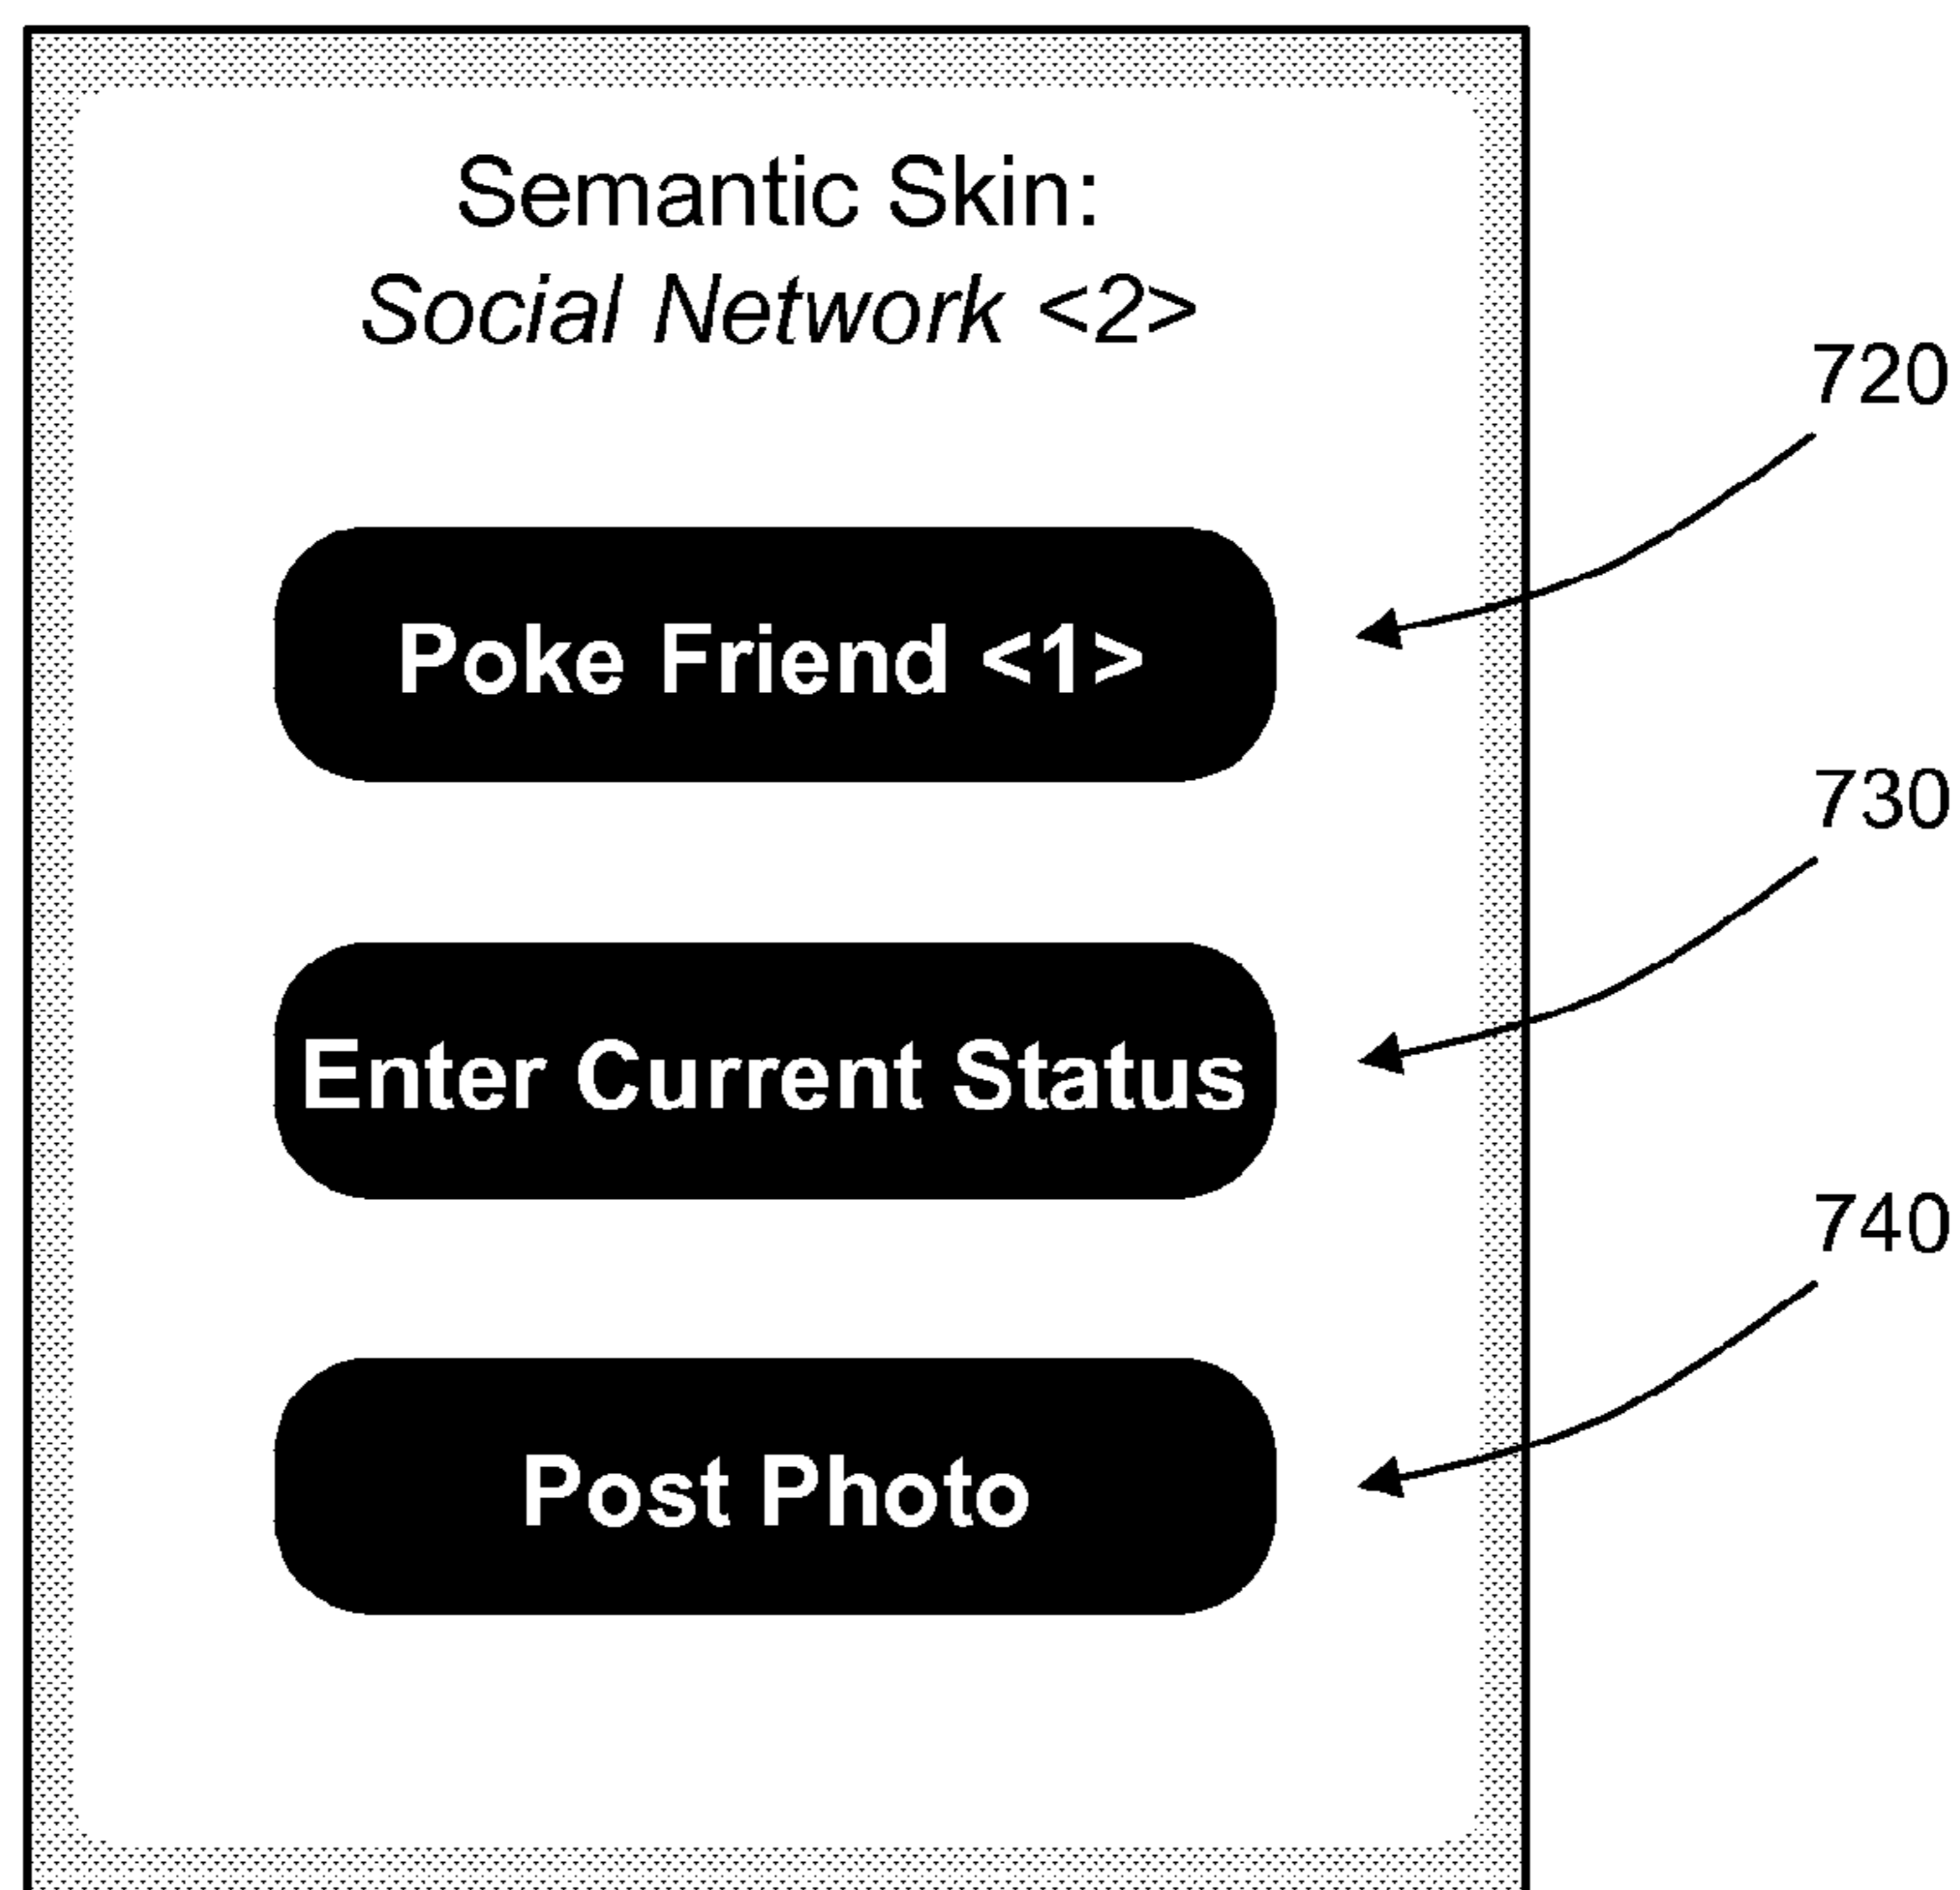 Semantic Skin:
Social Network <2>
720
Poke Friend <1>
730
Enter Current Status
740
Post Photo